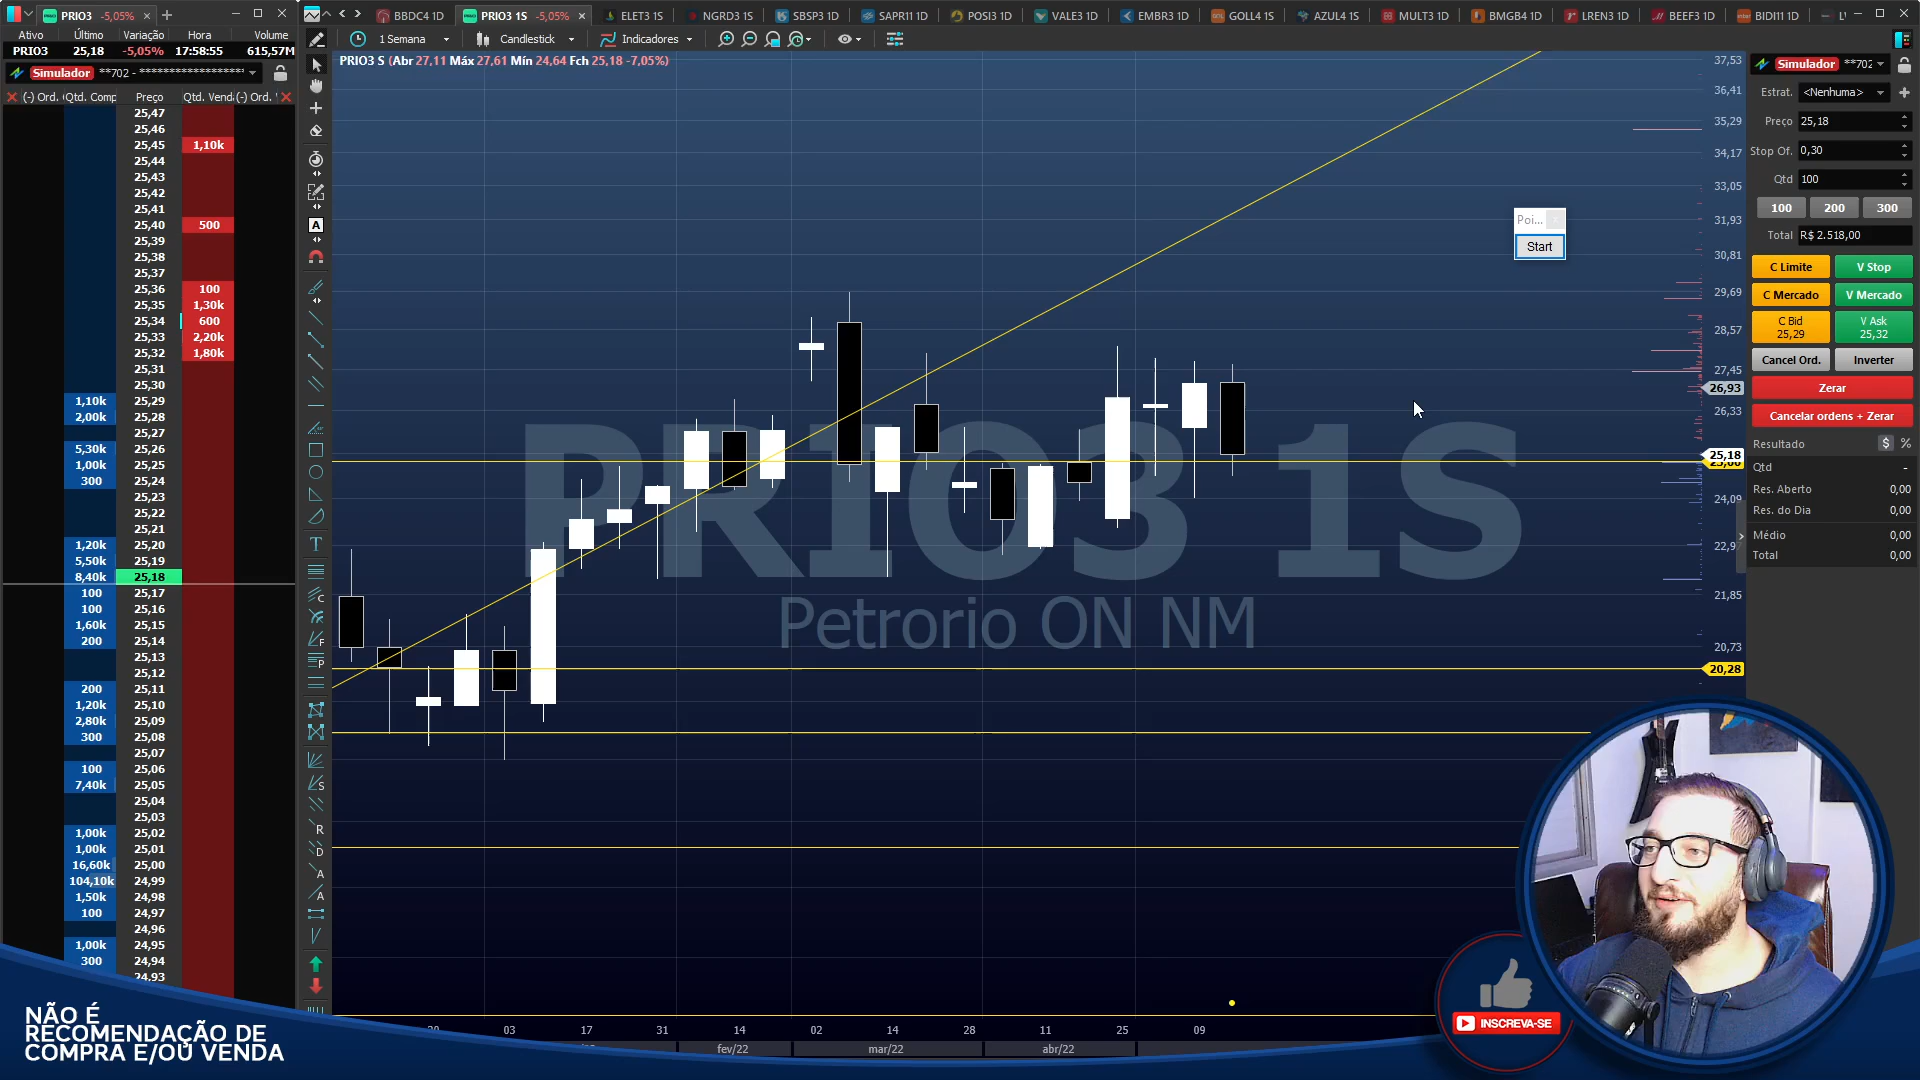 PRIO3 -5,05%
BBDC4 1D
PRIO3 1S -5,05%
ELET3 1S
NGRD3 1S
SBSP3 1D
SAPR11 1D
POSI3 1D
VALE3 1D
EMBR3 1D
GOLL4 1S
AZUL4 1S
MULT3 1D
BMGB4 1D
LREN3 1D
BEEF3 1D
BIDI11 1D
Ativo Último Variação Hora Volume
PRIO3 25,18 -5,05% 17:58:55 615,57M
Simulador **702 - ********************
(-) Ord. Qtd. Comp Preço Qtd. Vend (-) Ord.
25,47
25,46
25,45 1,10k
25,44
25,43
25,42
25,41
25,40 500
25,39
25,38
25,37
25,36 100
25,35 1,30k
25,34 600
25,33 2,20k
25,32 1,80k
25,31
25,30
1,10k 25,29
2,00k 25,28
25,27
5,30k 25,26
1,00k 25,25
300 25,24
25,23
25,22
25,21
1,20k 25,20
5,50k 25,19
8,40k 25,18
100 25,17
100 25,16
1,60k 25,15
200 25,14
25,13
25,12
200 25,11
1,20k 25,10
2,80k 25,09
300 25,08
25,07
100 25,06
7,40k 25,05
25,04
25,03
1,00k 25,02
1,00k 25,01
16,60k 25,00
104,10k 24,99
1,50k 24,98
100 24,97
24,96
1,00k 24,95
300 24,94
24,93
1 Semana
Candlestick
Indicadores
PRIO3 S (Abr 27,11 Máx 27,61 Mín 24,64 Fch 25,18 -7,05%)
PRIO3 1S
Petrorio ON NM
Poi...
Start
37,53
36,41
35,29
34,17
33,05
31,93
30,81
29,69
28,57
27,45
26,93
26,33
25,18
24,09
22,97
21,85
20,73
20,28
03 17 31 14 02 14 28 11 25 09
fev/22 mar/22 abr/22
Simulador **702
Estrat. <Nenhuma>
Preço 25,18
Stop Of. 0,30
Qtd 100
100 200 300
Total R$ 2.518,00
C Limite V Stop
C Mercado V Mercado
C Bid V Ask
25,29 25,32
Cancel Ord. Inverter
Zerar
Cancelar ordens + Zerar
Resultado $ %
Qtd -
Res. Aberto 0,00
Res. do Dia 0,00
Médio 0,00
Total 0,00
NÃO É
RECOMENDAÇÃO DE
COMPRA E/OU VENDA
INSCREVA-SE